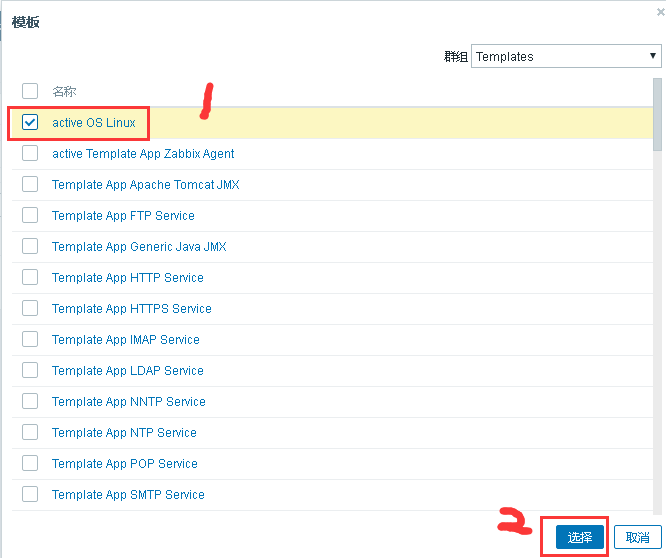 模板
群组 Templates
名称
1
active OS Linux
active Template App Zabbix Agent
Template App Apache Tomcat JMX
Template App FTP Service
Template App Generic Java JMX
Template App HTTP Service
Template App HTTPS Service
Template App IMAP Service
Template App LDAP Service
Template App NNTP Service
Template App NTP Service
Template App POP Service
Template App SMTP Service
2
选择 取消